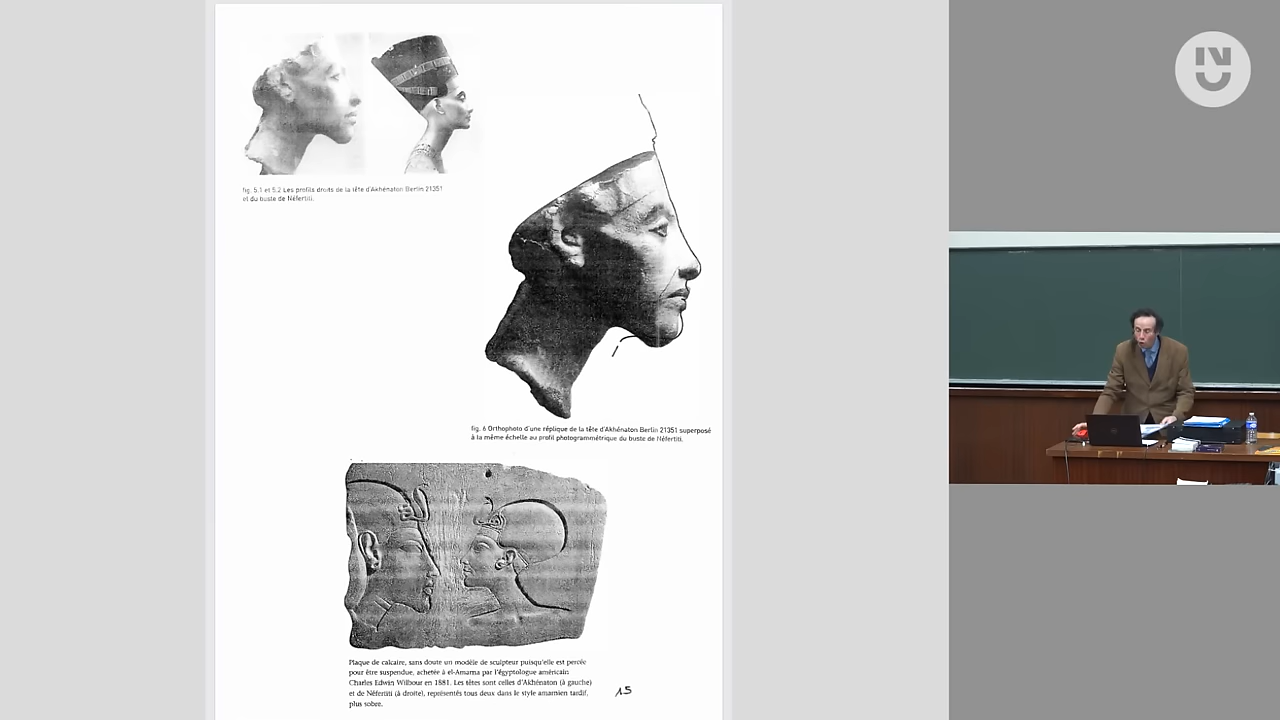 fig. 5.1 et 5.2 Les profils droits de la tête d'Akhénaton Berlin 21351
et du buste de Néfertiti.
fig. 6 Orthophoto d'une réplique de la tête d'Akhénaton Berlin 21351 superposé
à la même échelle au profil photogrammétrique du buste de Néfertiti.
Plaque de calcaire, sans doute un modèle de sculpteur puisqu'elle est percée
pour être suspendue, achetée à el-Amarna par l'égyptologue américain
Charles Edwin Wilbour en 1881. Les têtes sont celles d'Akhénaton (à gauche)
et de Néfertiti (à droite), représentés tous deux dans le style amarnien tardif,
plus sobre.
15